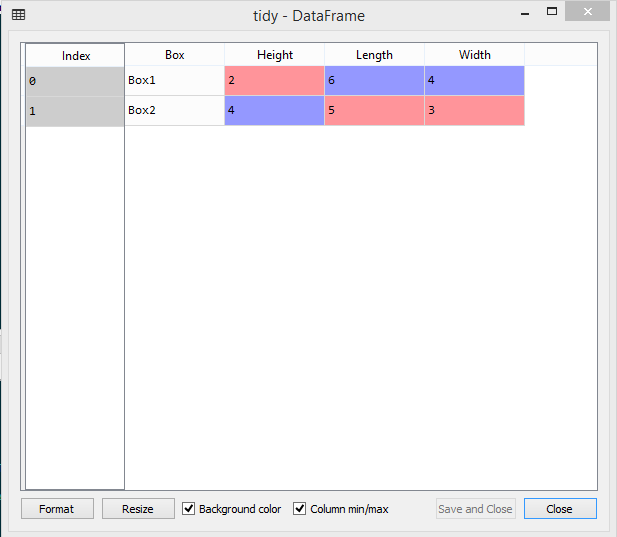 tidy - DataFrame
Index Box Height Length Width
0 Box1 2 6 4
1 Box2 4 5 3
Format Resize Background color Column min/max Save and Close Close